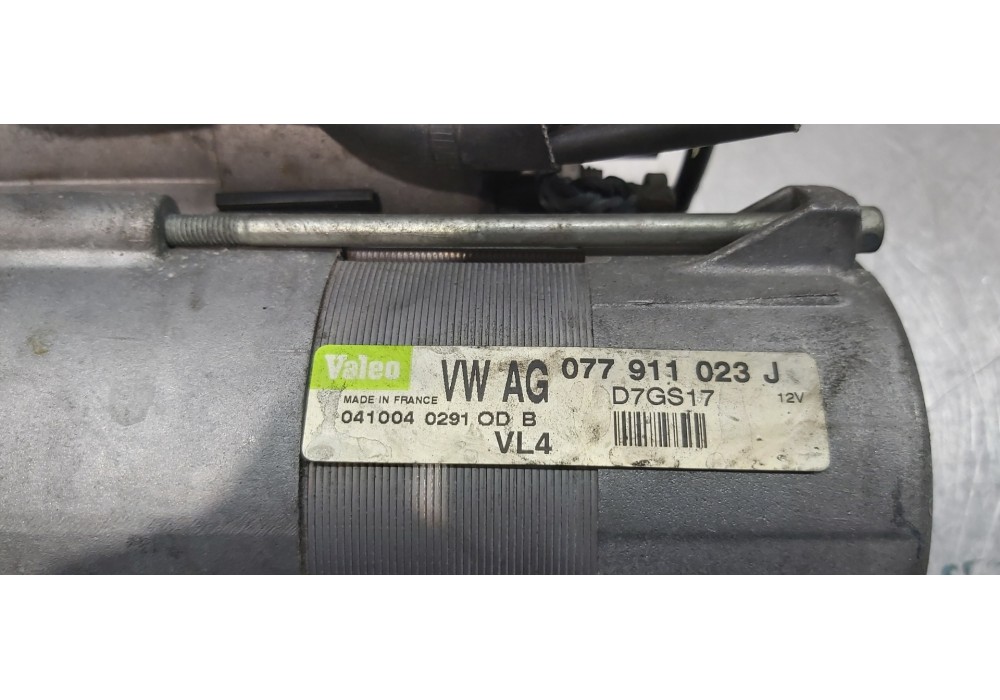 Valeo VW AG 077 911 023 J
MADE IN FRANCE D7GS17 12V
041004 0291 OD B
VL4